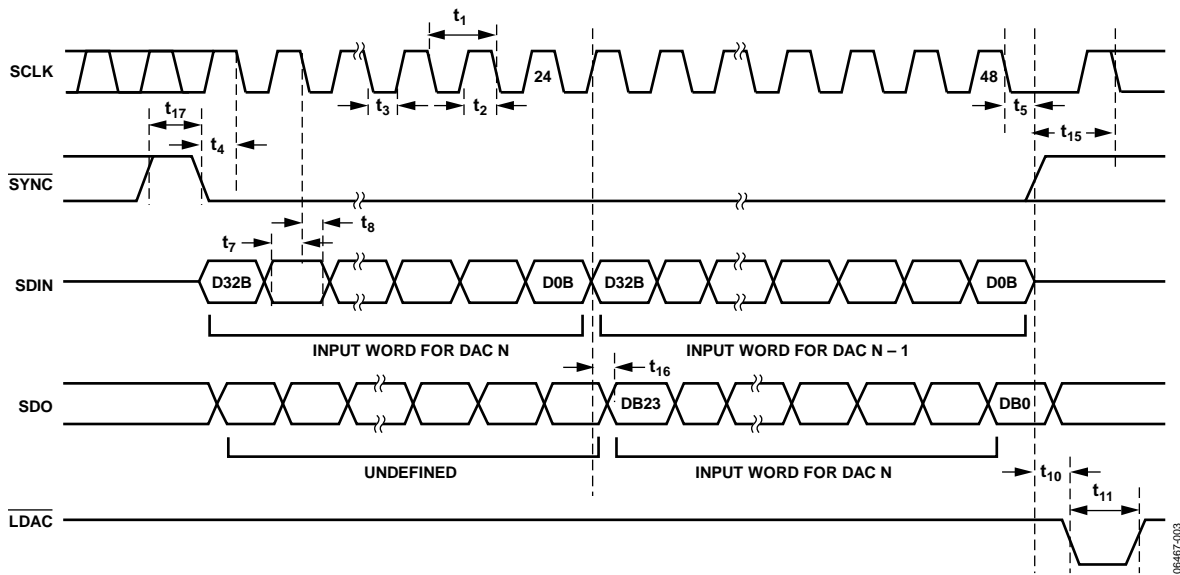 t1
SCLK
24
48
t3
t2
t5
t17
t4
t15
SYNC
t7
t8
SDIN
D32B
D0B
D32B
D0B
INPUT WORD FOR DAC N
INPUT WORD FOR DAC N – 1
t16
SDO
DB23
DB0
UNDEFINED
INPUT WORD FOR DAC N
t10
t11
LDAC
06467-003